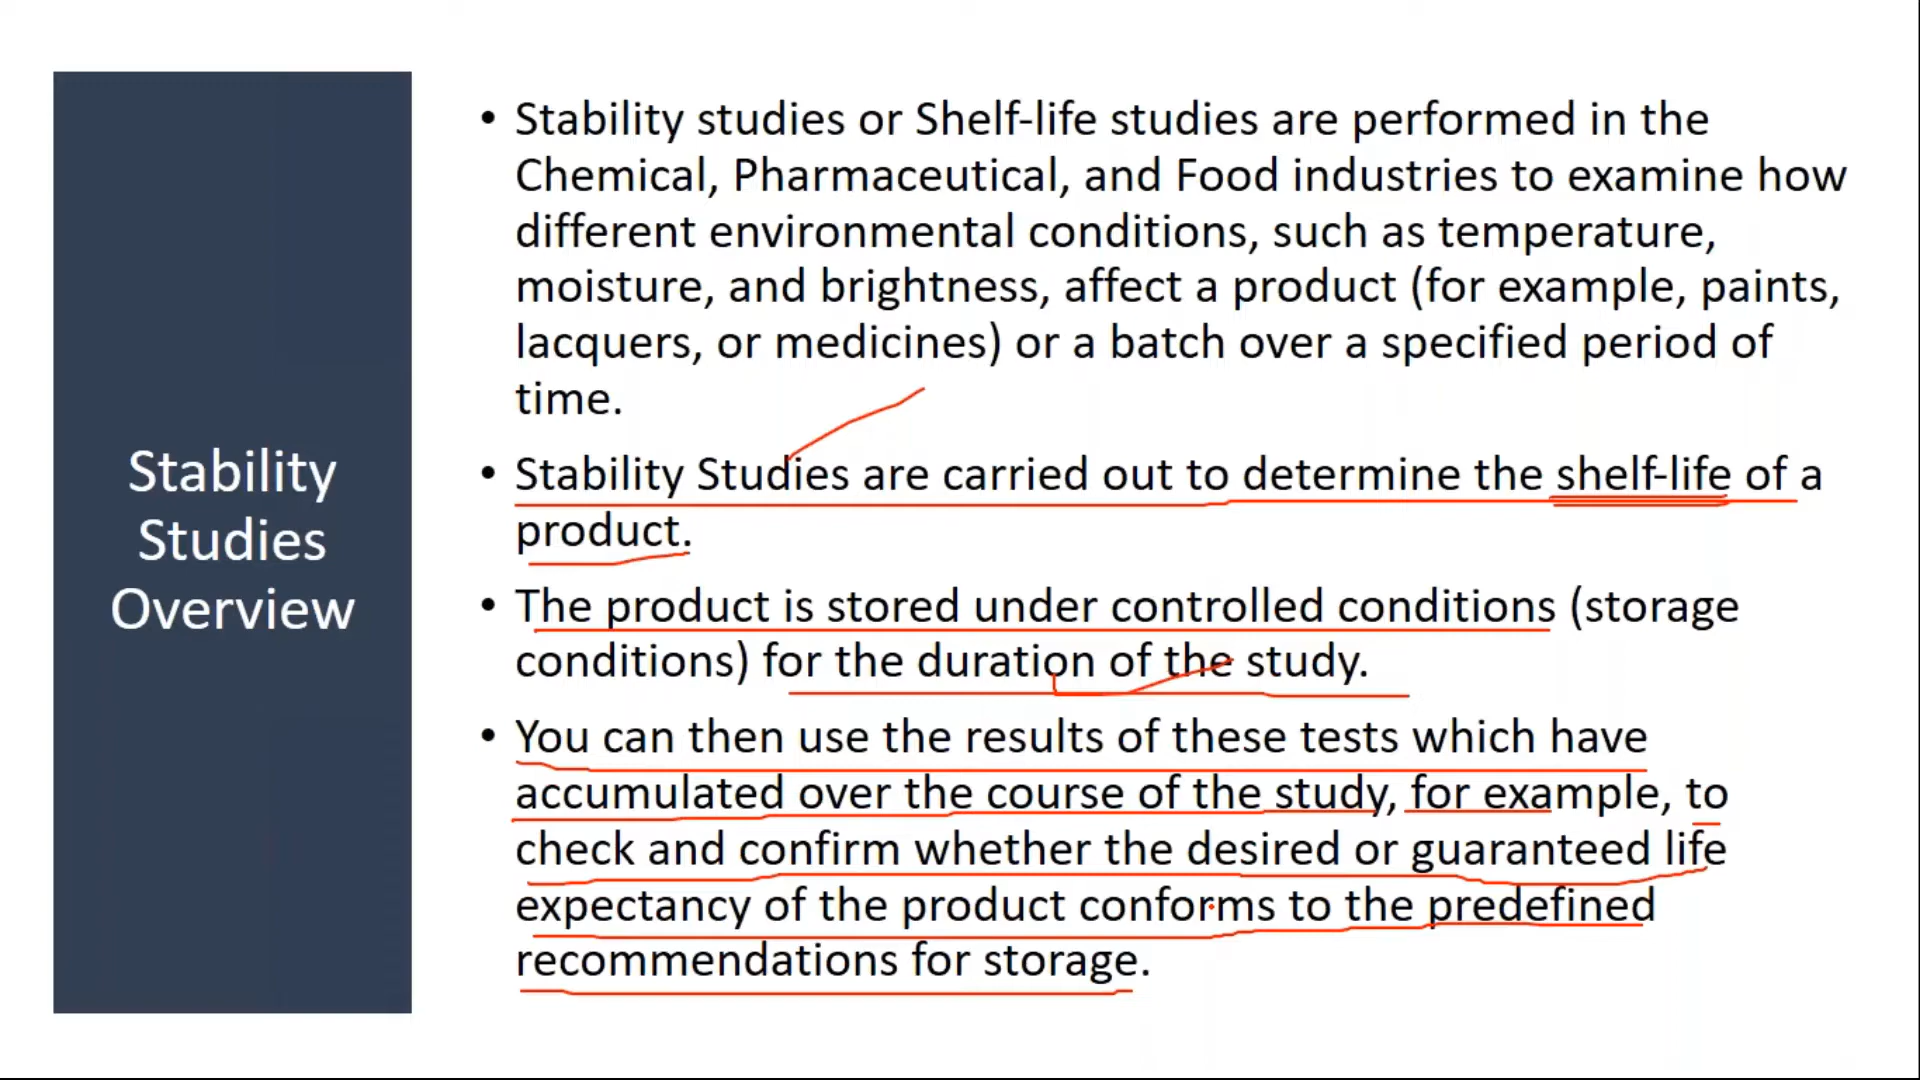 Stability
Studies
Overview
• Stability studies or Shelf-life studies are performed in the
Chemical, Pharmaceutical, and Food industries to examine how
different environmental conditions, such as temperature,
moisture, and brightness, affect a product (for example, paints,
lacquers, or medicines) or a batch over a specified period of
time.
• Stability Studies are carried out to determine the shelf-life of a
product.
• The product is stored under controlled conditions (storage
conditions) for the duration of the study.
• You can then use the results of these tests which have
accumulated over the course of the study, for example, to
check and confirm whether the desired or guaranteed life
expectancy of the product conforms to the predefined
recommendations for storage.